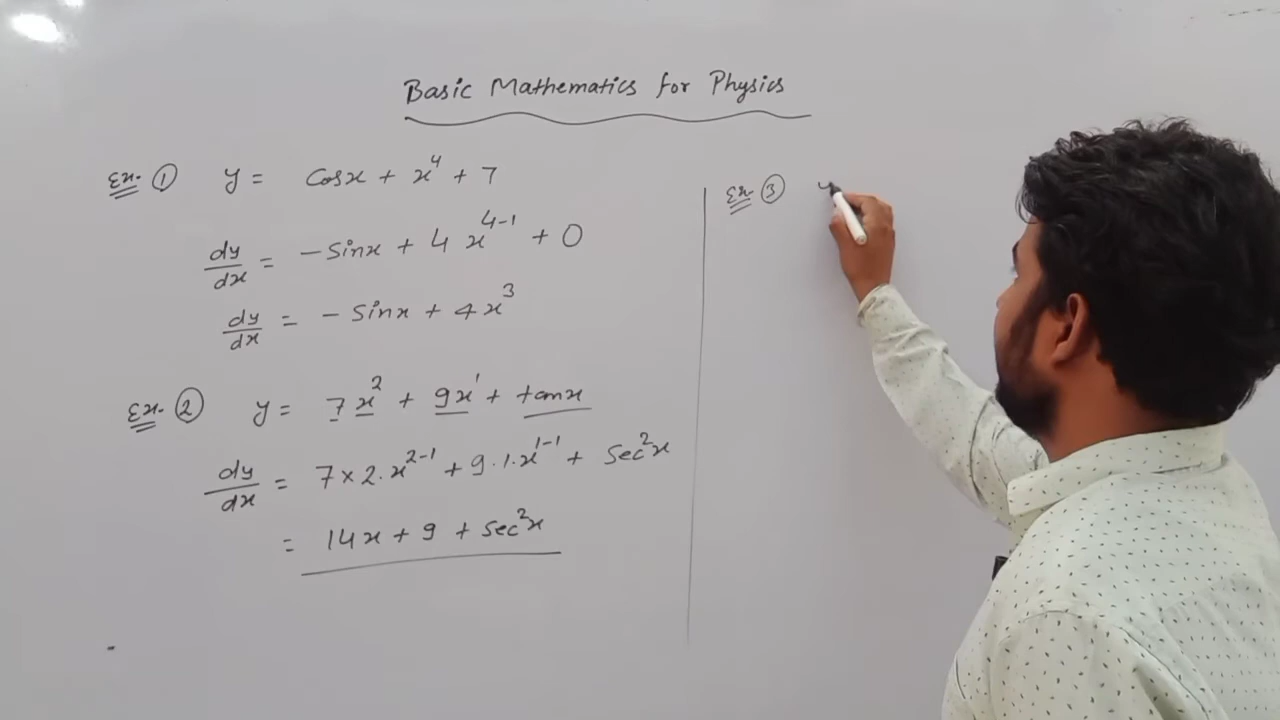 Basic Mathematics for Physics
Ex. ① y = Cosx + x⁴ + 7
dy/dx = - Sinx + 4 x⁴⁻¹ + 0
dy/dx = - Sinx + 4x³
Ex. ② y = 7x² + 9x¹ + tanx
dy/dx = 7 × 2. x²⁻¹ + 9.1.x¹⁻¹ + Sec²x
= 14x + 9 + Sec²x
Ex. ③